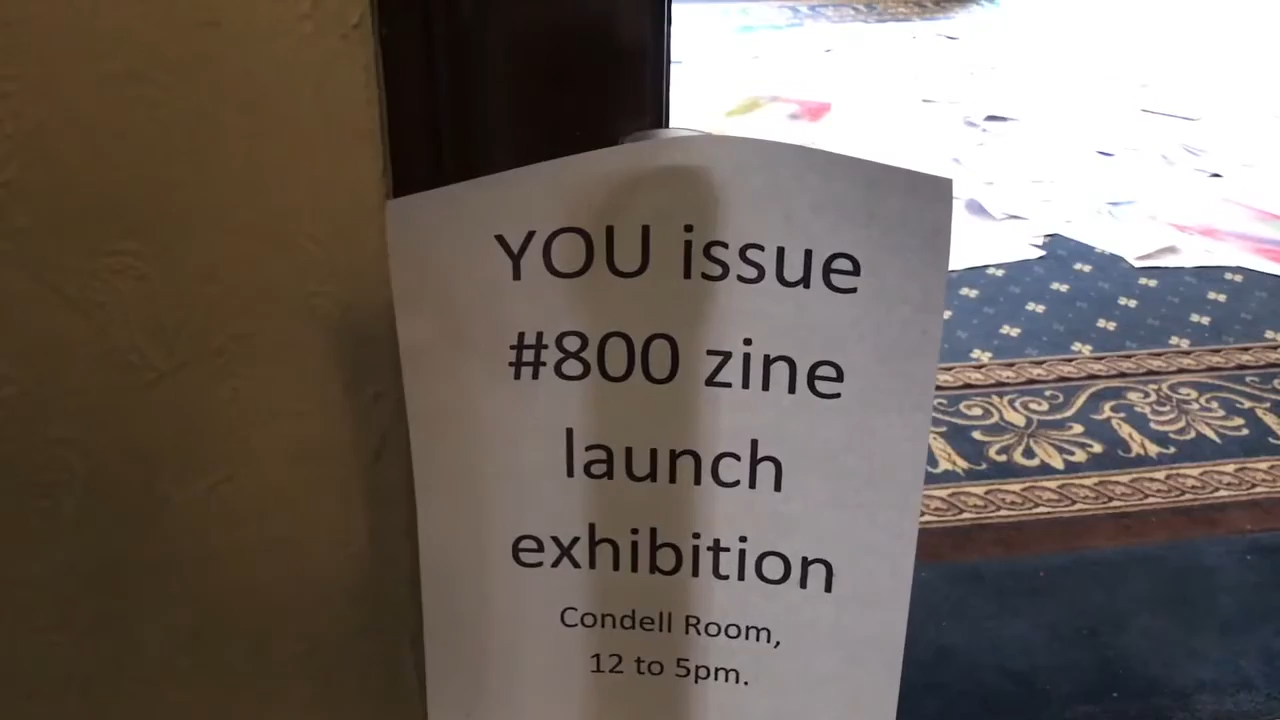 YOU issue
#800 zine
launch
exhibition
Condell Room,
12 to 5pm.